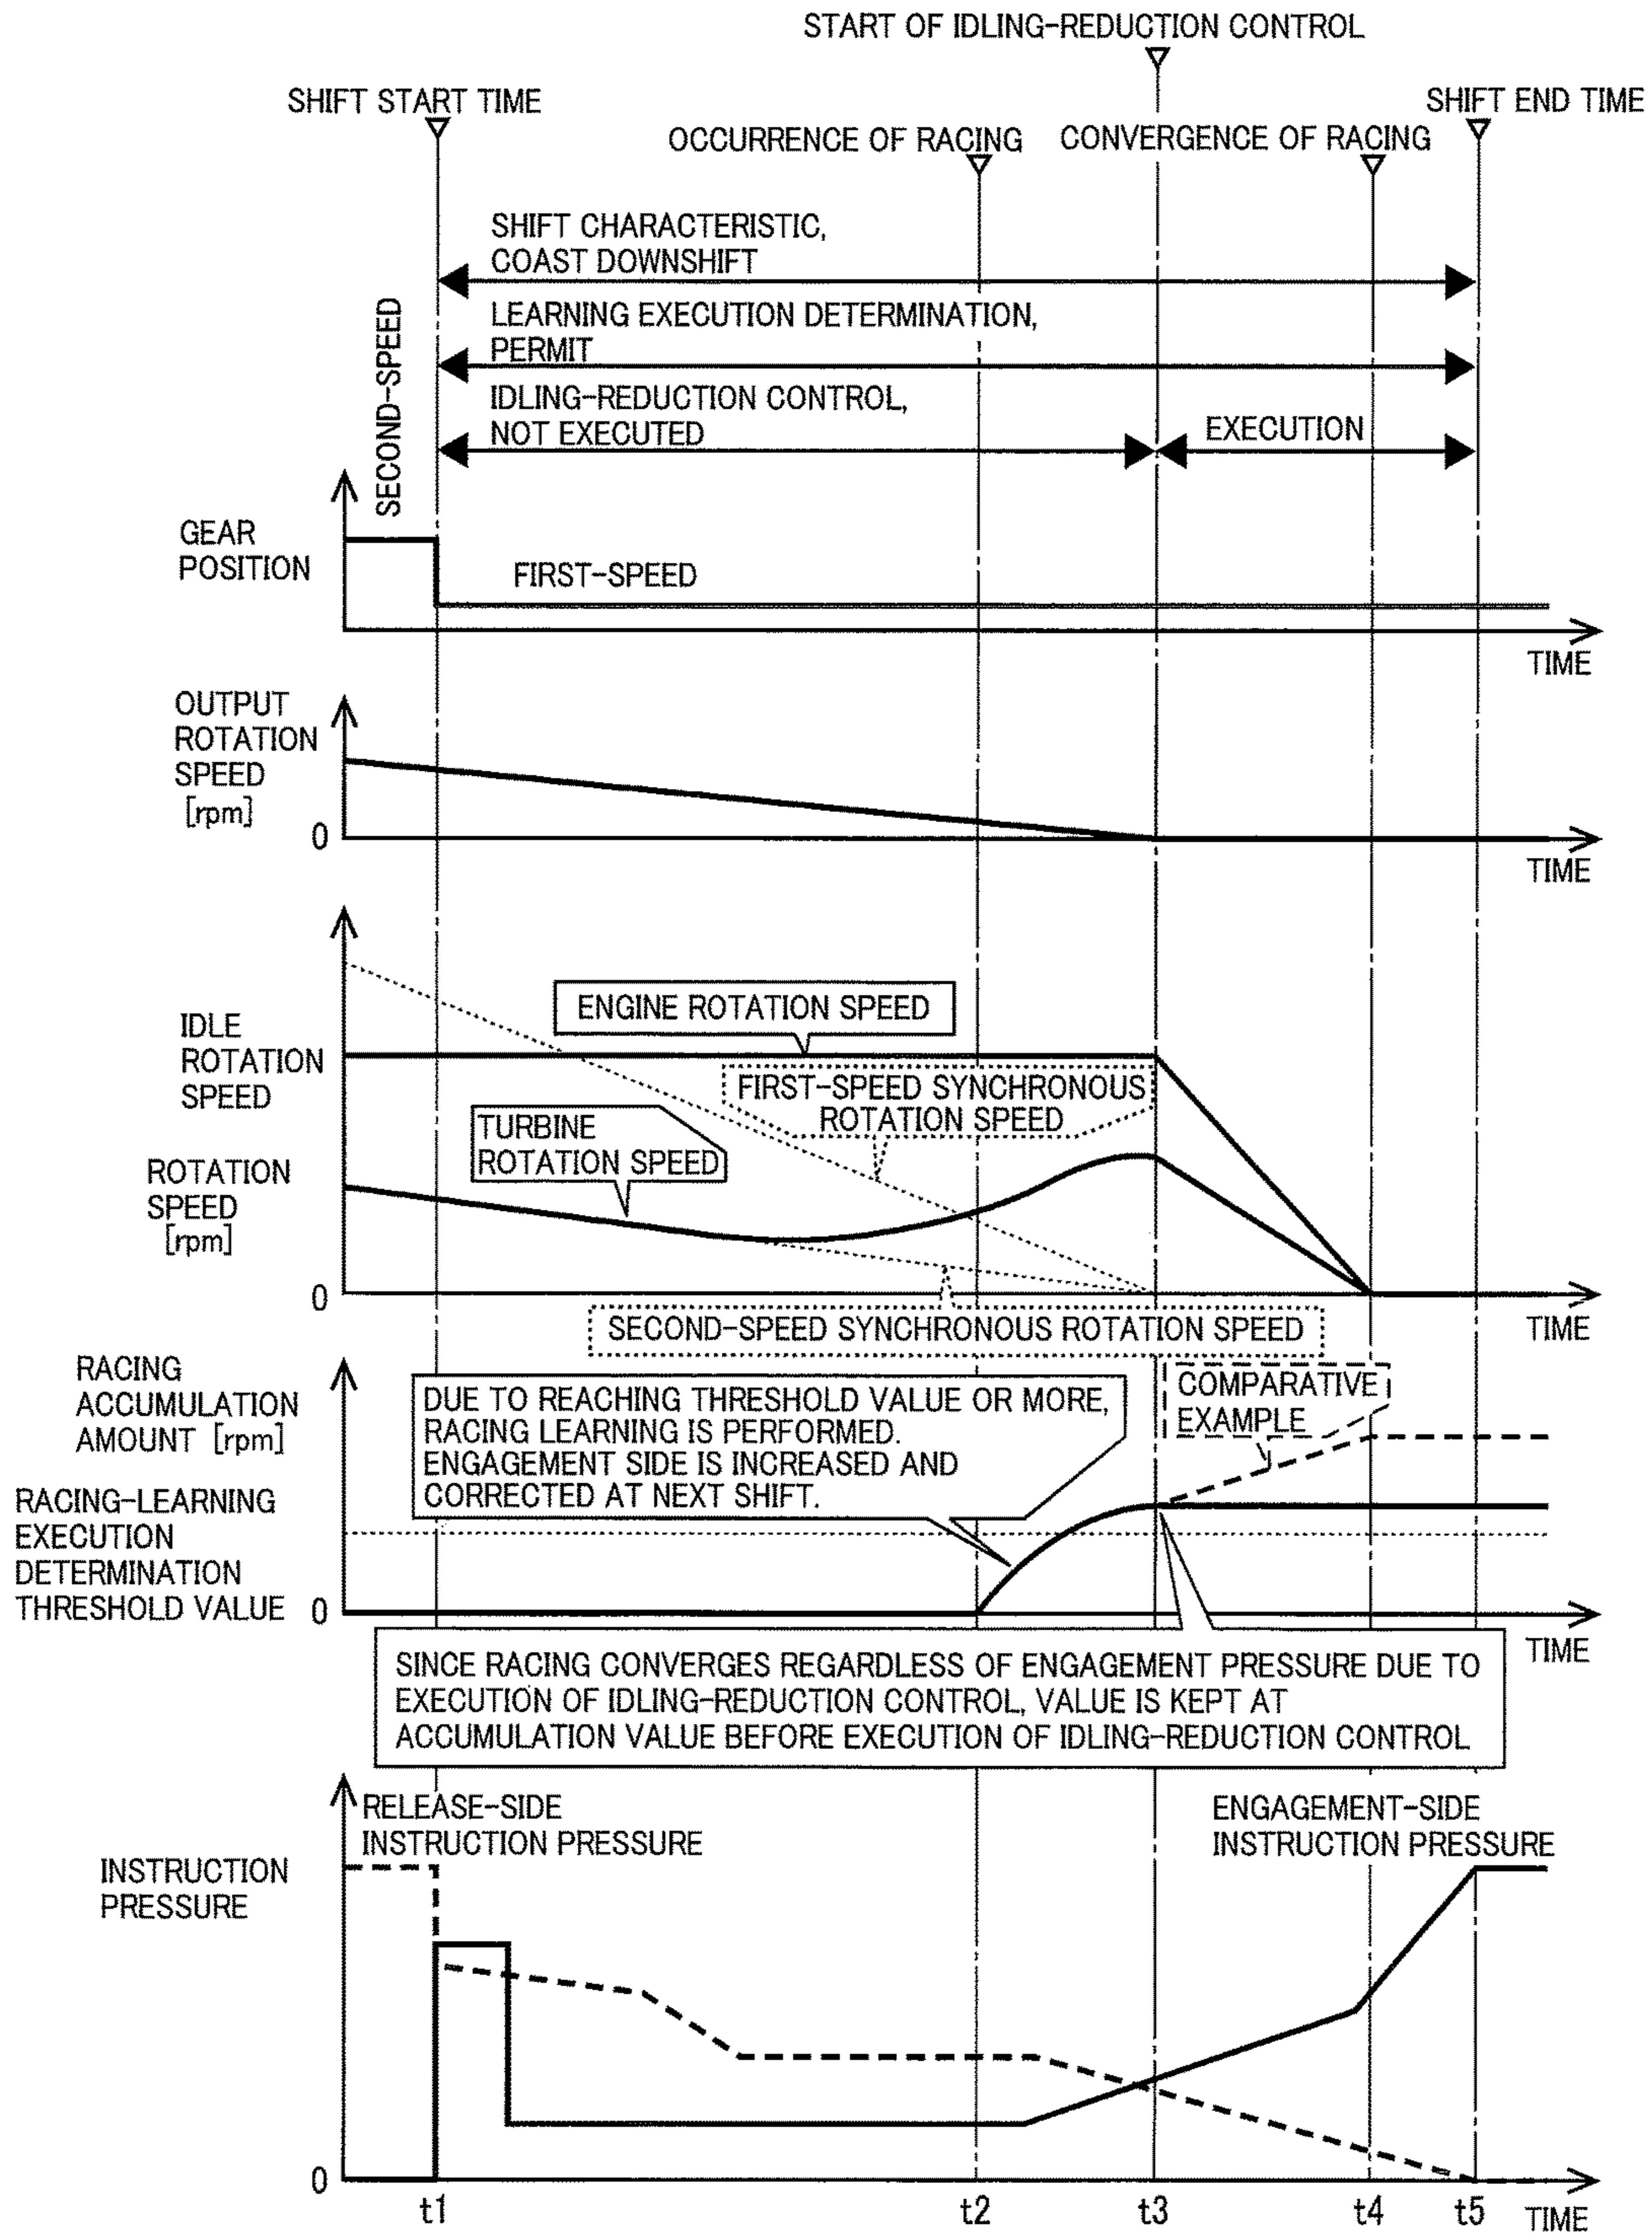 START OF IDLING-REDUCTION CONTROL
SHIFT START TIME
SHIFT END TIME
OCCURRENCE OF RACING
CONVERGENCE OF RACING
SHIFT CHARACTERISTIC,
COAST DOWNSHIFT
LEARNING EXECUTION DETERMINATION,
PERMIT
IDLING-REDUCTION CONTROL,
NOT EXECUTED
EXECUTION
SECOND-SPEED
GEAR
POSITION
FIRST-SPEED
TIME
OUTPUT
ROTATION
SPEED
[rpm]
0
TIME
IDLE
ROTATION
SPEED
ENGINE ROTATION SPEED
FIRST-SPEED SYNCHRONOUS
ROTATION SPEED
TURBINE
ROTATION SPEED
ROTATION
SPEED
[rpm]
0
SECOND-SPEED SYNCHRONOUS ROTATION SPEED
TIME
RACING
ACCUMULATION
AMOUNT [rpm]
DUE TO REACHING THRESHOLD VALUE OR MORE,
RACING LEARNING IS PERFORMED.
ENGAGEMENT SIDE IS INCREASED AND
CORRECTED AT NEXT SHIFT.
COMPARATIVE
EXAMPLE
RACING-LEARNING
EXECUTION
DETERMINATION
THRESHOLD VALUE
0
TIME
SINCE RACING CONVERGES REGARDLESS OF ENGAGEMENT PRESSURE DUE TO
EXECUTION OF IDLING-REDUCTION CONTROL, VALUE IS KEPT AT
ACCUMULATION VALUE BEFORE EXECUTION OF IDLING-REDUCTION CONTROL
RELEASE-SIDE
INSTRUCTION PRESSURE
ENGAGEMENT-SIDE
INSTRUCTION PRESSURE
INSTRUCTION
PRESSURE
0
t1
t2
t3
t4
t5
TIME